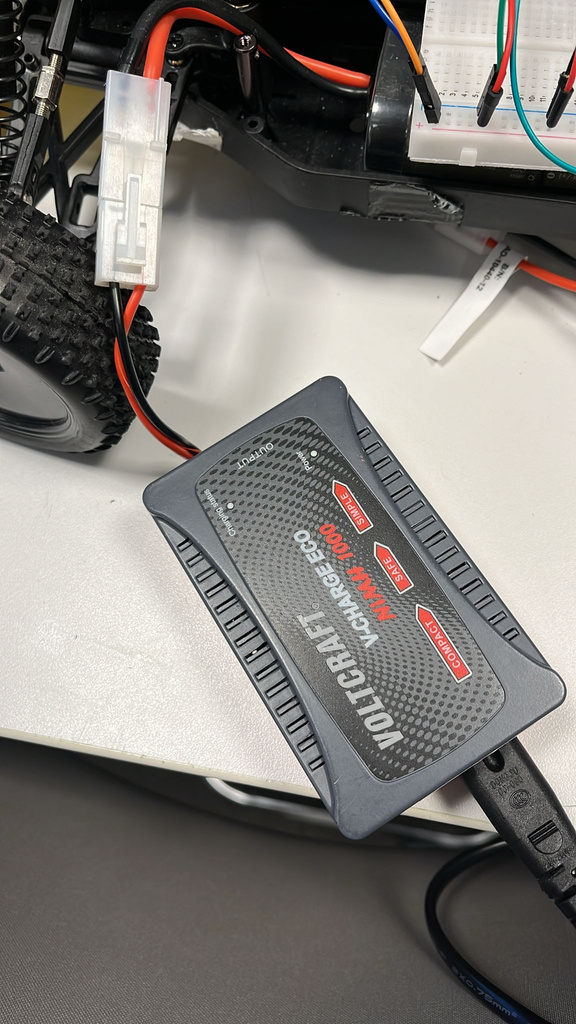 VOLTCRAFT
V-CHARGE ECO
NIMH 1000
SIMPLE
SAFE
COMPACT
OUTPUT
Power
Charging status